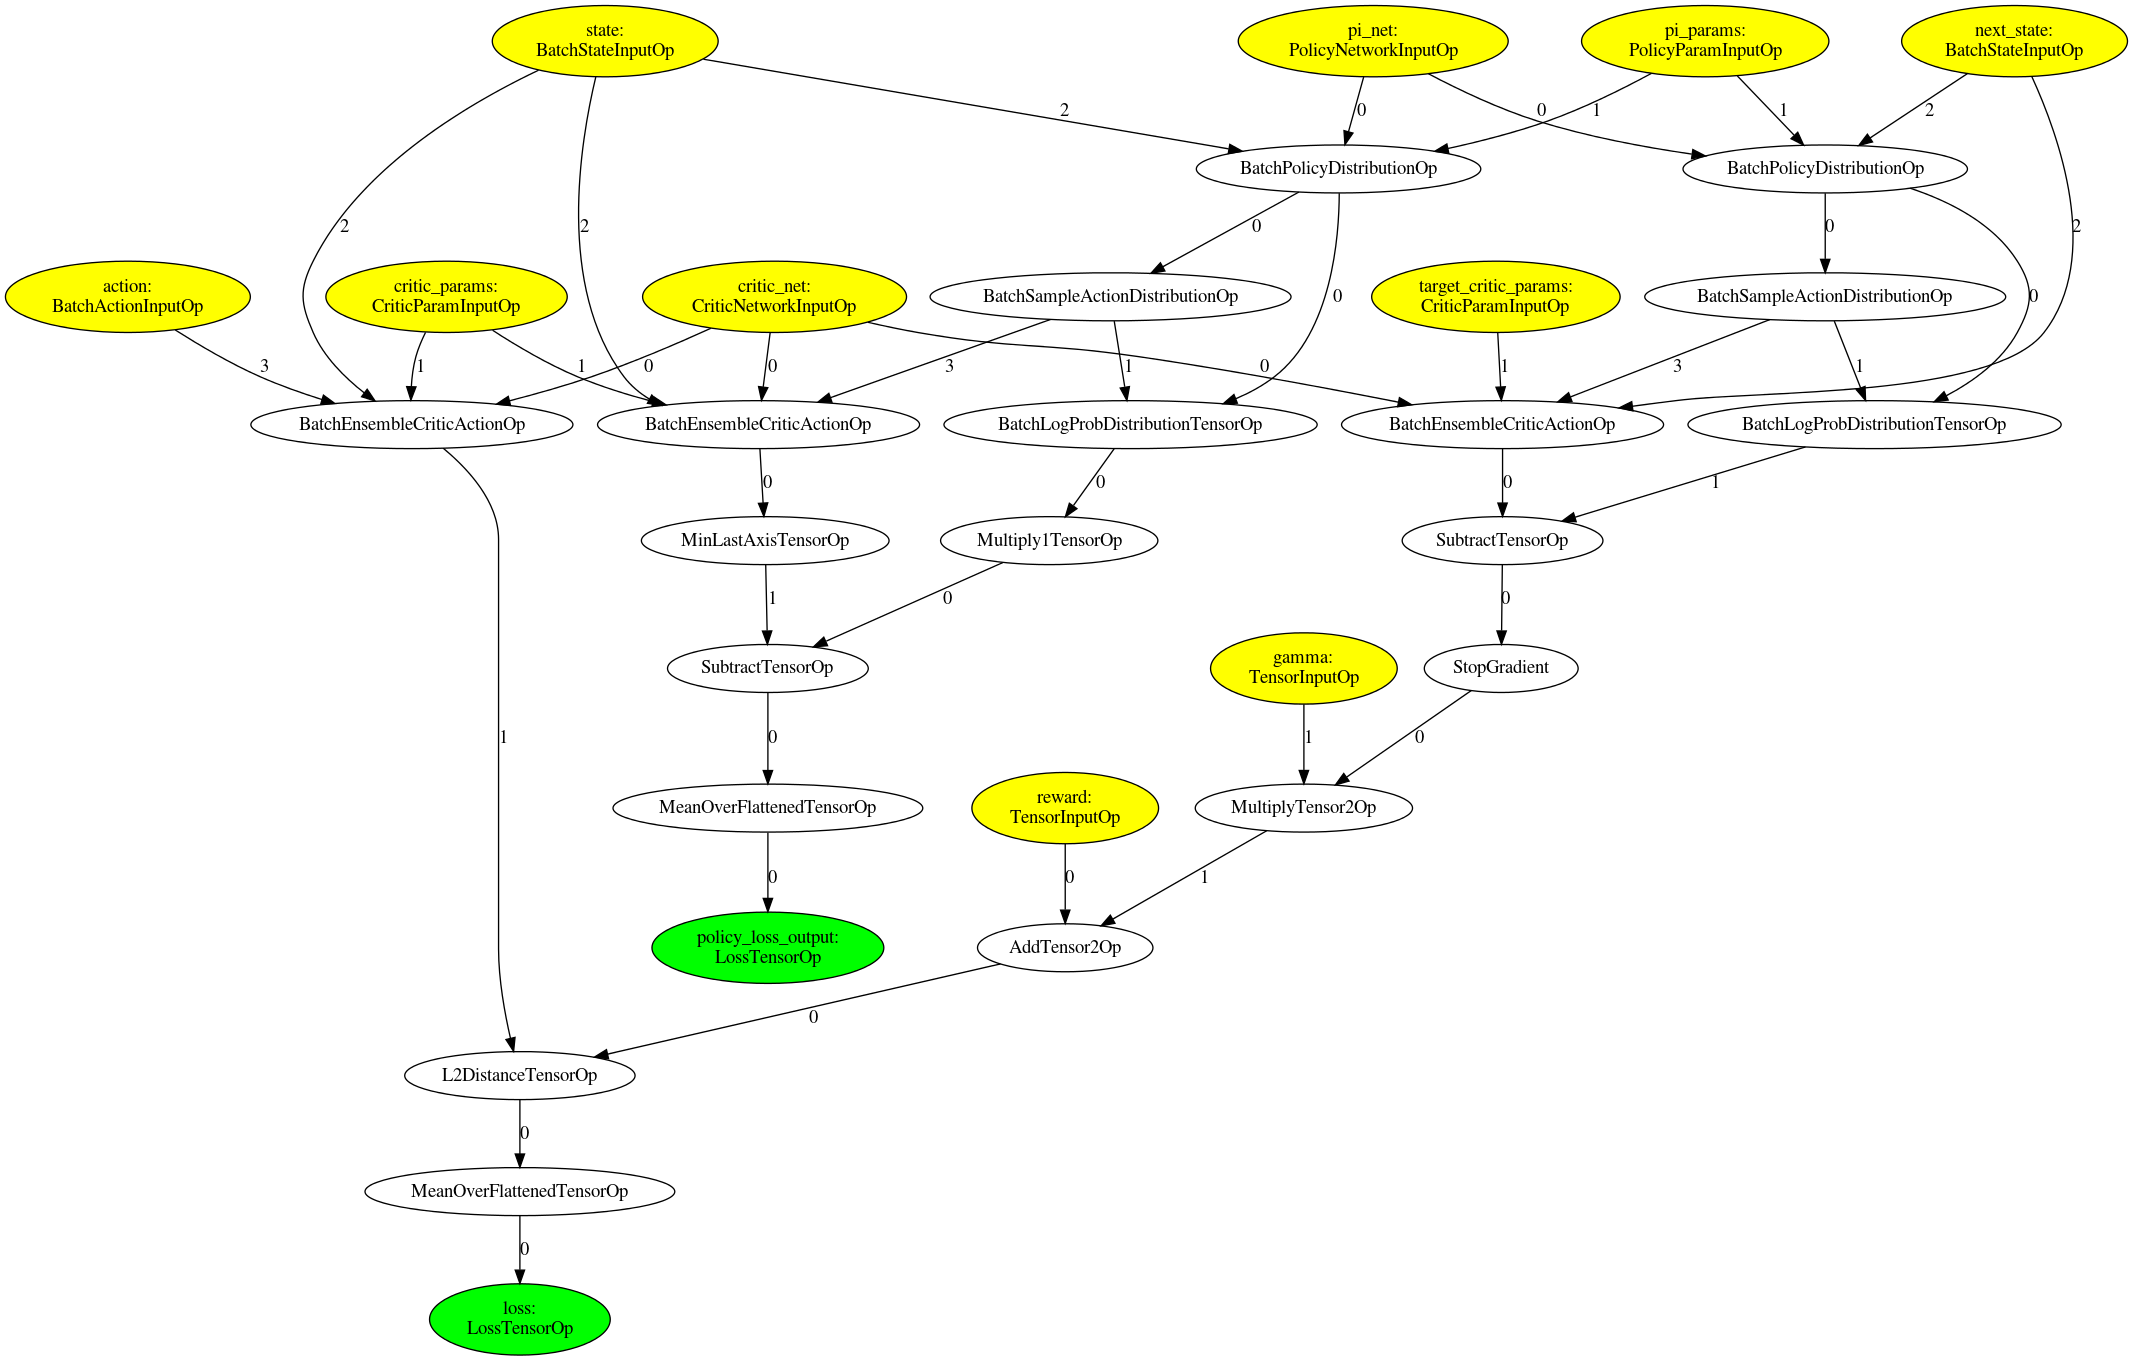 state:
BatchStateInputOp
pi_net:
PolicyNetworkInputOp
pi_params:
PolicyParamInputOp
next_state:
BatchStateInputOp
2
0
0
1
1
2
BatchPolicyDistributionOp
BatchPolicyDistributionOp
2
2
0
0
2
action:
BatchActionInputOp
critic_params:
CriticParamInputOp
critic_net:
CriticNetworkInputOp
BatchSampleActionDistributionOp
0
target_critic_params:
CriticParamInputOp
BatchSampleActionDistributionOp
0
3
1
1
0
0
3
1
0
1
3
1
BatchEnsembleCriticActionOp
BatchEnsembleCriticActionOp
BatchLogProbDistributionTensorOp
BatchEnsembleCriticActionOp
BatchLogProbDistributionTensorOp
0
0
0
1
MinLastAxisTensorOp
Multiply1TensorOp
SubtractTensorOp
1
0
0
SubtractTensorOp
gamma:
TensorInputOp
StopGradient
1
0
1
0
MeanOverFlattenedTensorOp
reward:
TensorInputOp
MultiplyTensor2Op
0
0
1
policy_loss_output:
LossTensorOp
AddTensor2Op
0
L2DistanceTensorOp
0
MeanOverFlattenedTensorOp
0
loss:
LossTensorOp